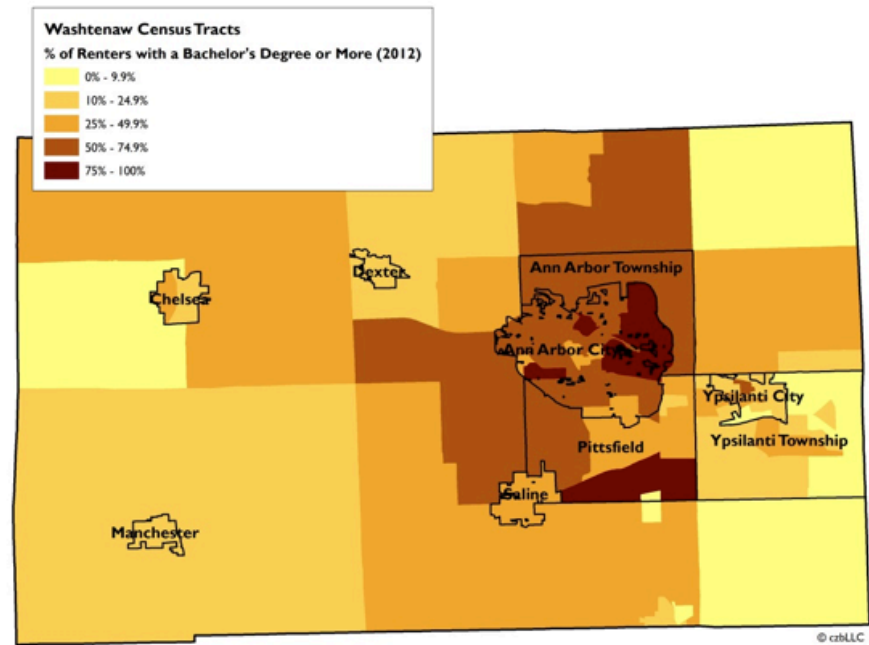 Washtenaw Census Tracts
% of Renters with a Bachelor's Degree or More (2012)
0% - 9.9%
10% - 24.9%
25% - 49.9%
50% - 74.9%
75% - 100%
Dexter
Ann Arbor Township
Chelsea
Ann Arbor City
Ypsilanti City
Pittsfield
Ypsilanti Township
Saline
Manchester
© czbLLC